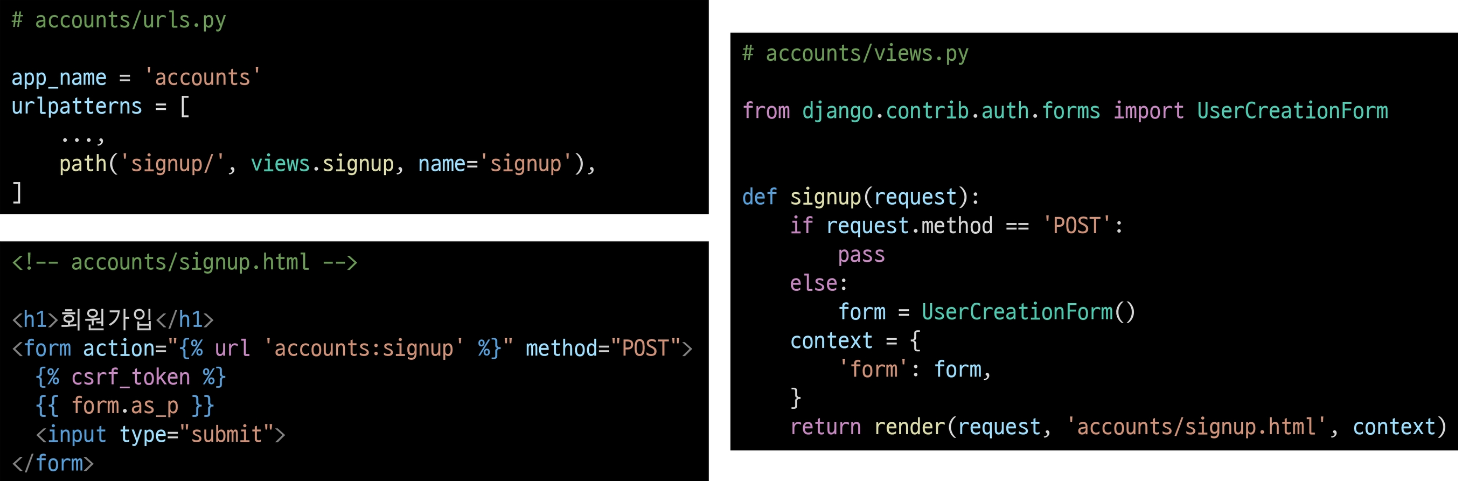 # accounts/urls.py
app_name = 'accounts'
urlpatterns = [
    ...,
    path('signup/', views.signup, name='signup'),
]
<!-- accounts/signup.html -->
<h1>회원가입</h1>
<form action="{% url 'accounts:signup' %}" method="POST">
  {% csrf_token %}
  {{ form.as_p }}
  <input type="submit">
</form>
# accounts/views.py
from django.contrib.auth.forms import UserCreationForm
def signup(request):
    if request.method == 'POST':
        pass
    else:
        form = UserCreationForm()
    context = {
        'form': form,
    }
    return render(request, 'accounts/signup.html', context)